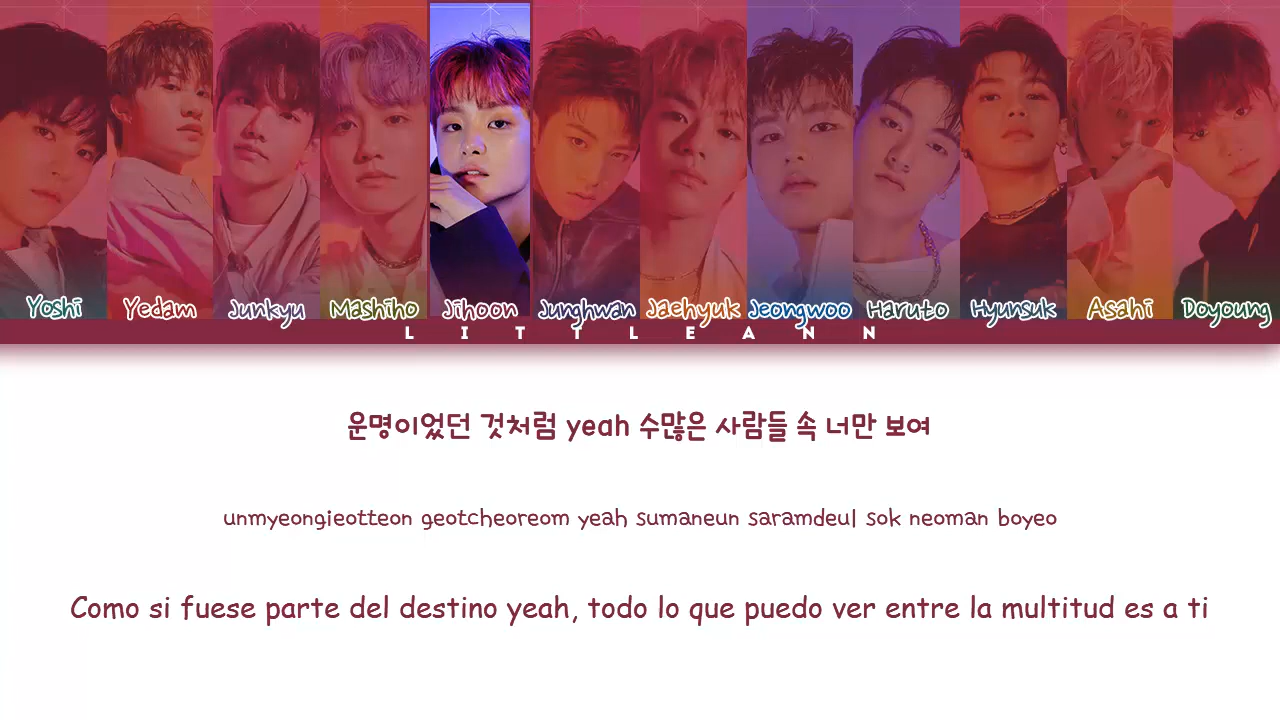 Yoshi Yedam Junkyu Mashiho Jihoon Junghwan Jaehyuk Jeongwoo Haruto Hyunsuk Asahi Doyoung
LITTLEANN
운명이었던 것처럼 yeah 수많은 사람들 속 너만 보여
unmyeongieotteon geotcheoreom yeah sumaneun saramdeul sok neoman boyeo
Como si fuese parte del destino yeah, todo lo que puedo ver entre la multitud es a ti